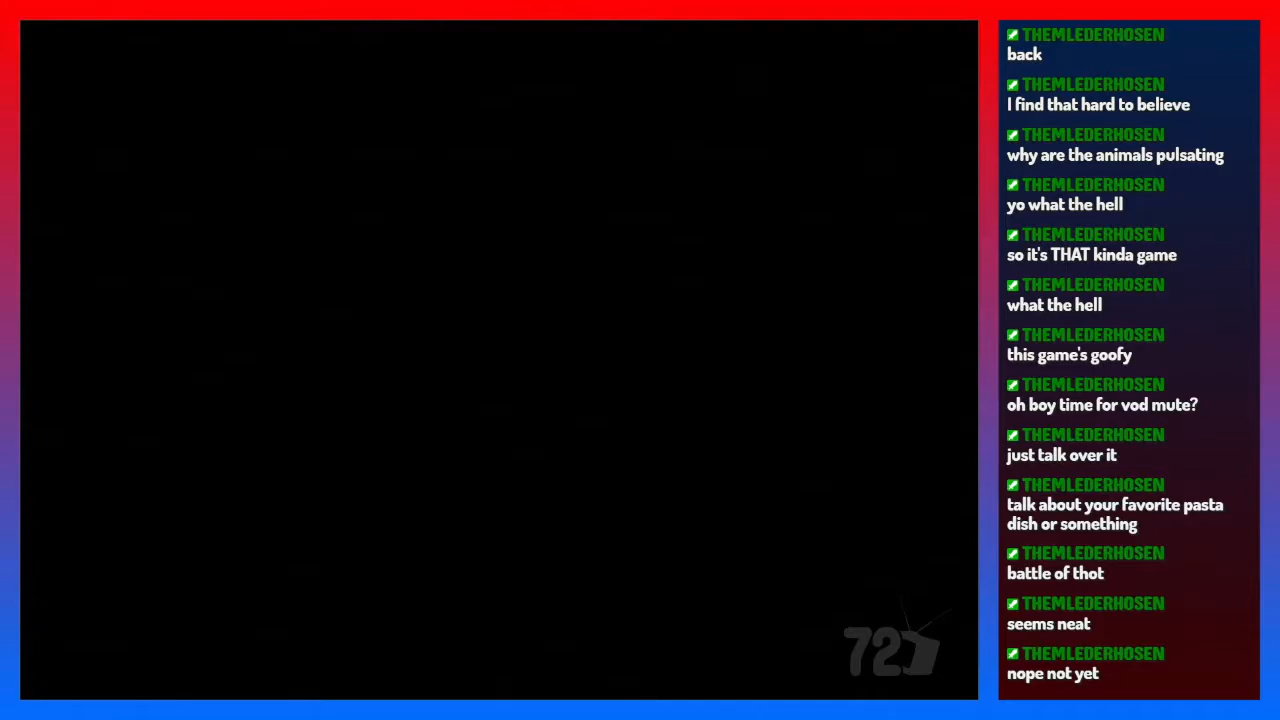 THEMLEDERHOSEN
back
THEMLEDERHOSEN
I find that hard to believe
THEMLEDERHOSEN
why are the animals pulsating
THEMLEDERHOSEN
yo what the hell
THEMLEDERHOSEN
so it's THAT kinda game
THEMLEDERHOSEN
what the hell
THEMLEDERHOSEN
this game's goofy
THEMLEDERHOSEN
oh boy time for vod mute?
THEMLEDERHOSEN
just talk over it
THEMLEDERHOSEN
talk about your favorite pasta
dish or something
THEMLEDERHOSEN
battle of thot
THEMLEDERHOSEN
seems neat
THEMLEDERHOSEN
nope not yet
72